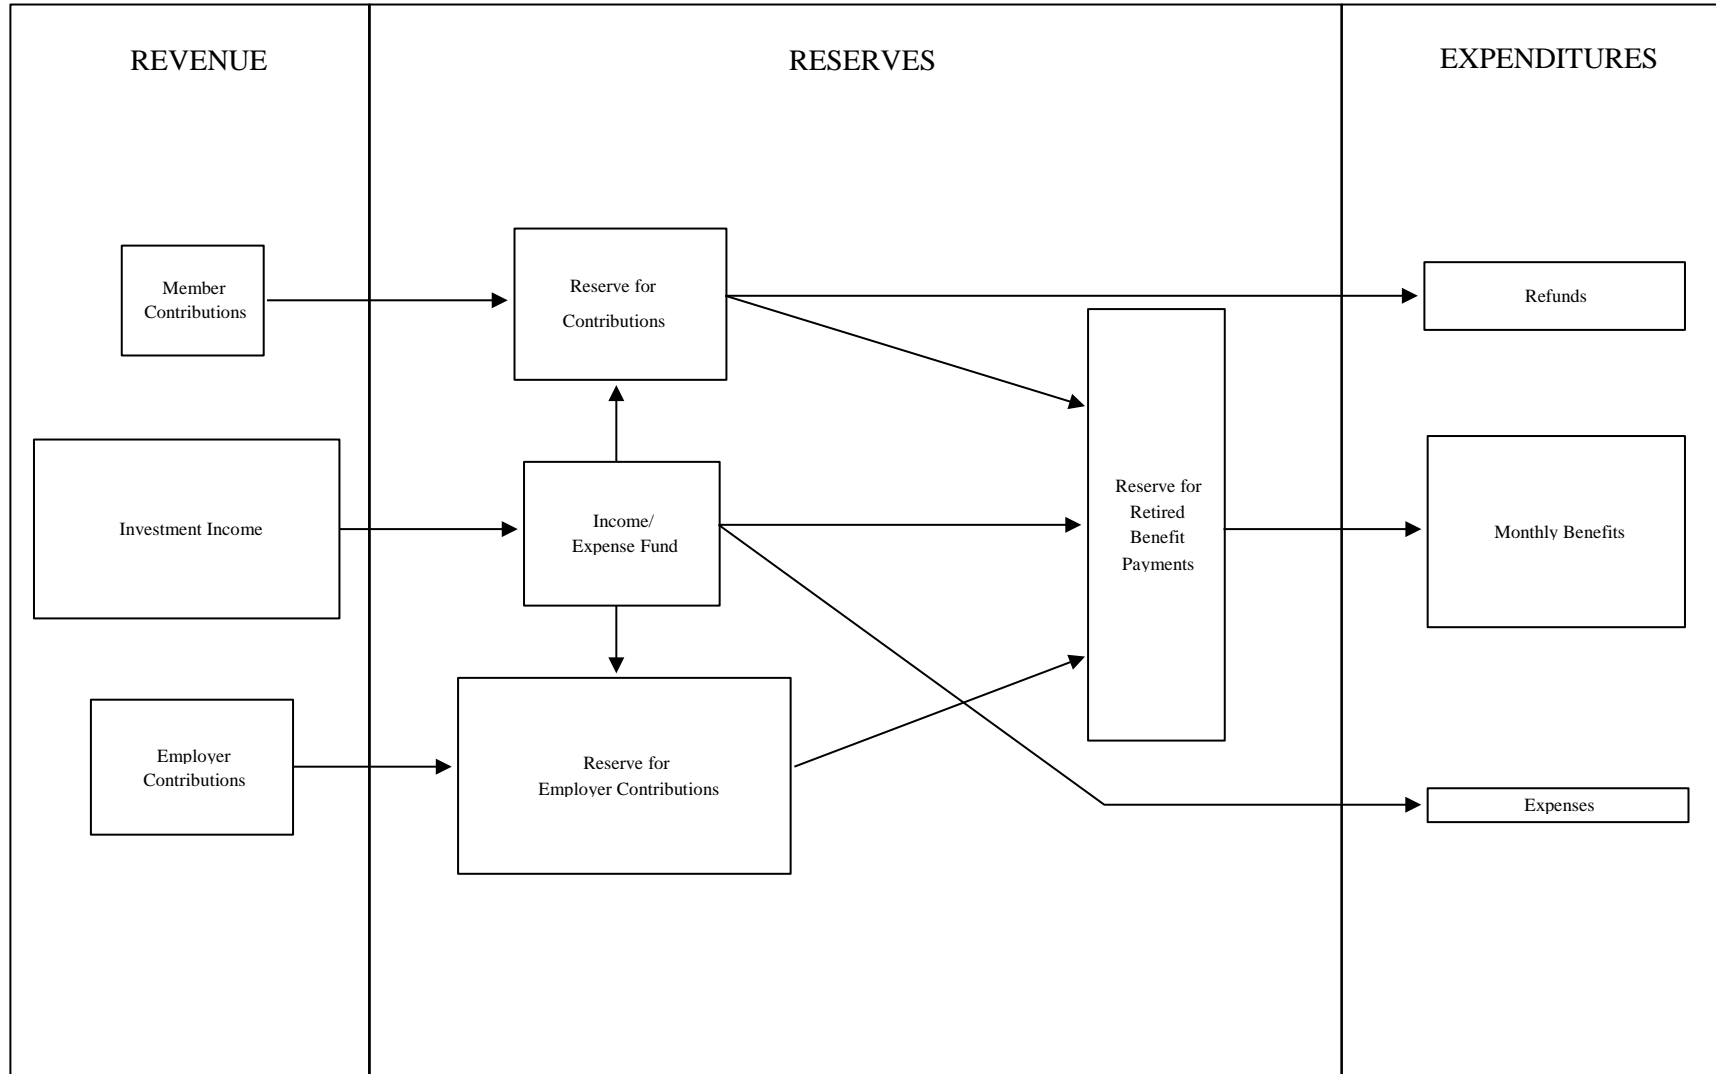 REVENUE
RESERVES
EXPENDITURES
Member
Contributions
Reserve for
Contributions
Refunds
Investment Income
Income/
Expense Fund
Reserve for
Retired
Benefit
Payments
Monthly Benefits
Employer
Contributions
Reserve for
Employer Contributions
Expenses